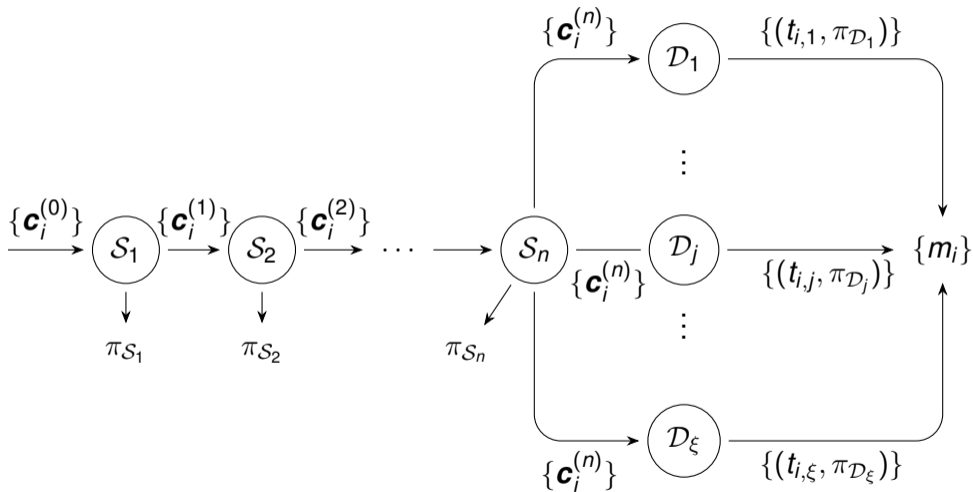 {c_i^{(n)}} D_1 {(t_{i,1}, π_{D_1})}
⋮
{c_i^{(0)}} S_1 {c_i^{(1)}} S_2 {c_i^{(2)}} ··· S_n {c_i^{(n)}} D_j {(t_{i,j}, π_{D_j})} {m_i}
π_{S_1} π_{S_2} π_{S_n}
⋮
{c_i^{(n)}} D_ξ {(t_{i,ξ}, π_{D_ξ})}